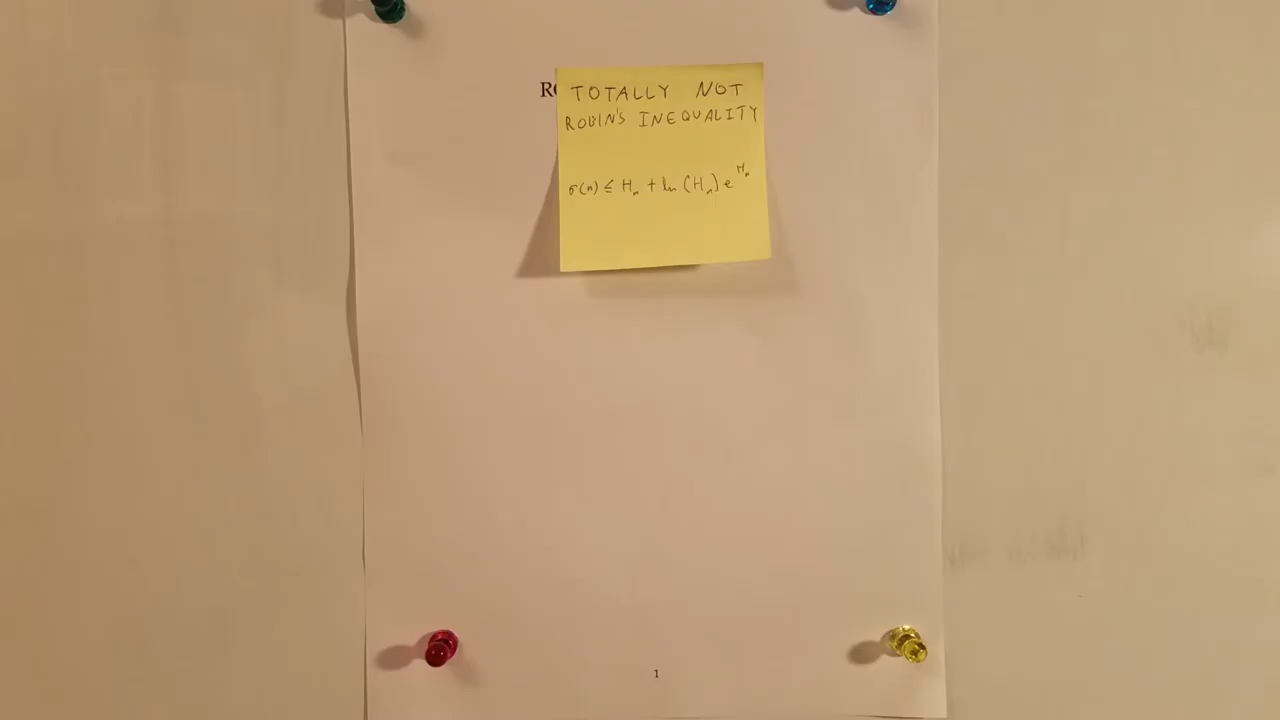 R
TOTALLY NOT
ROBIN'S INEQUALITY
σ(n) ≤ Hₙ + ln (Hₙ) e^Hₙ
1